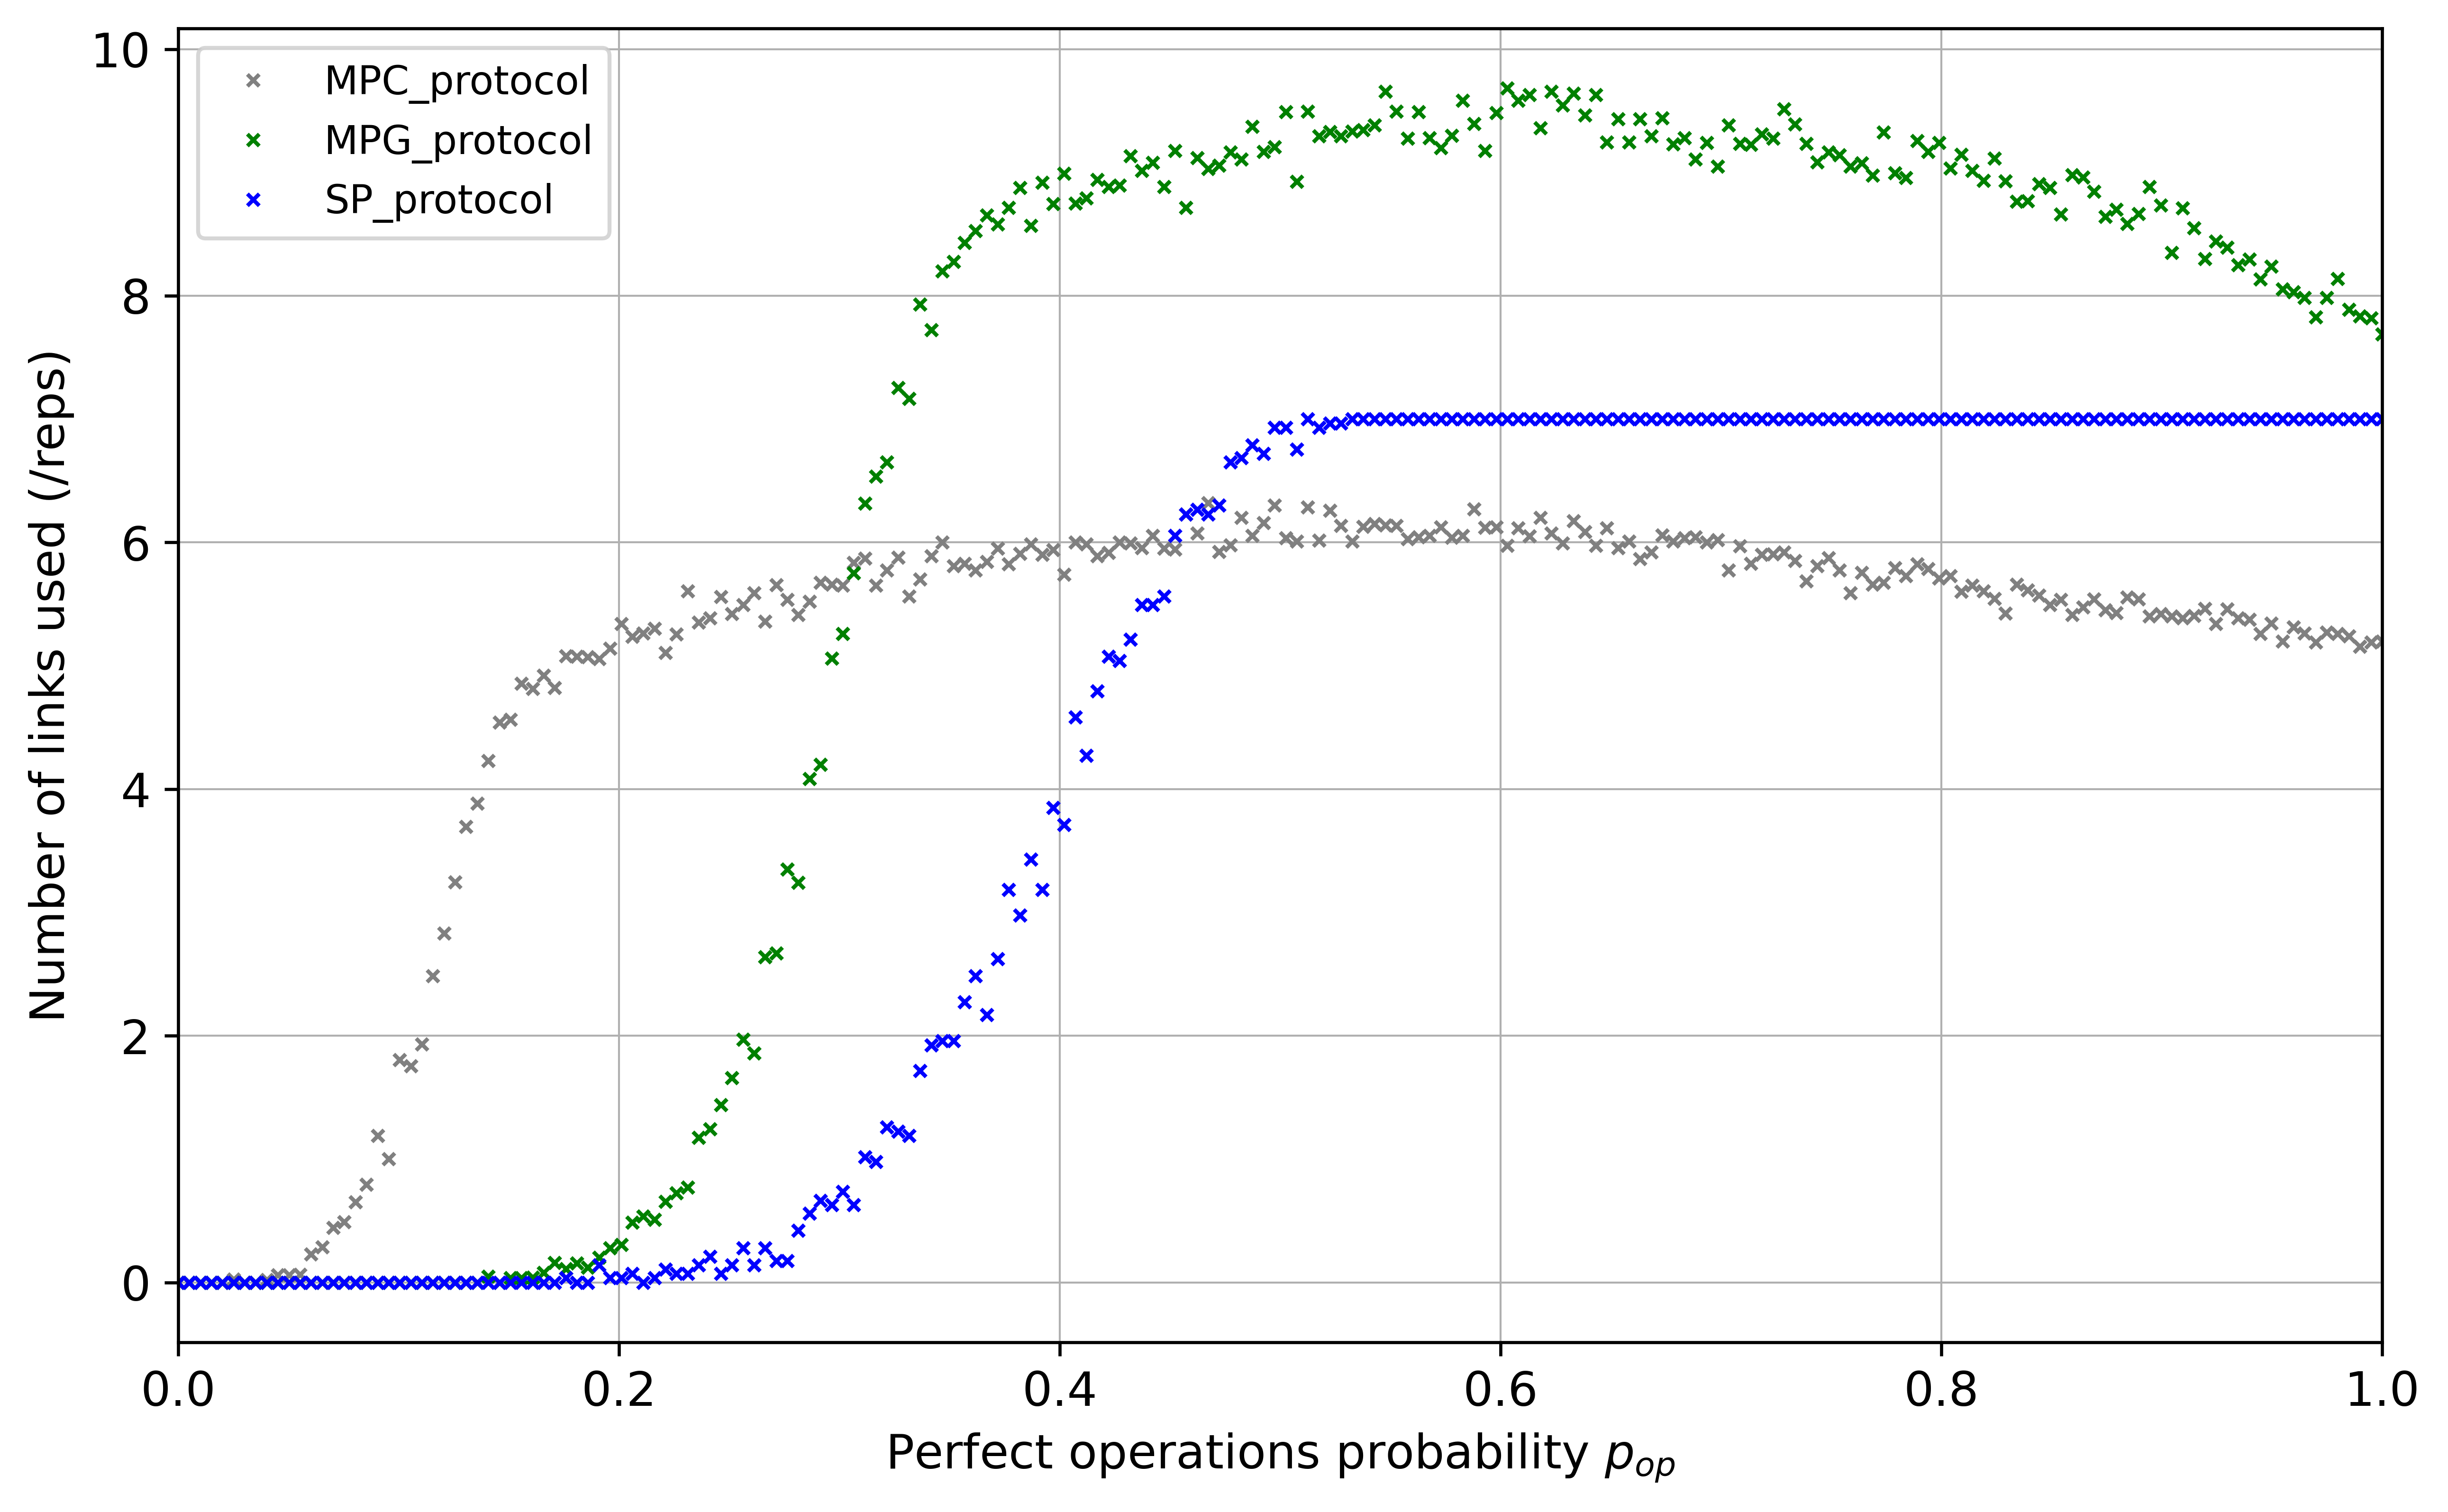 MPC_protocol
MPG_protocol
SP_protocol
Number of links used (/reps)
10
8
6
4
2
0
0.0 0.2 0.4 0.6 0.8 1.0
Perfect operations probability p_op